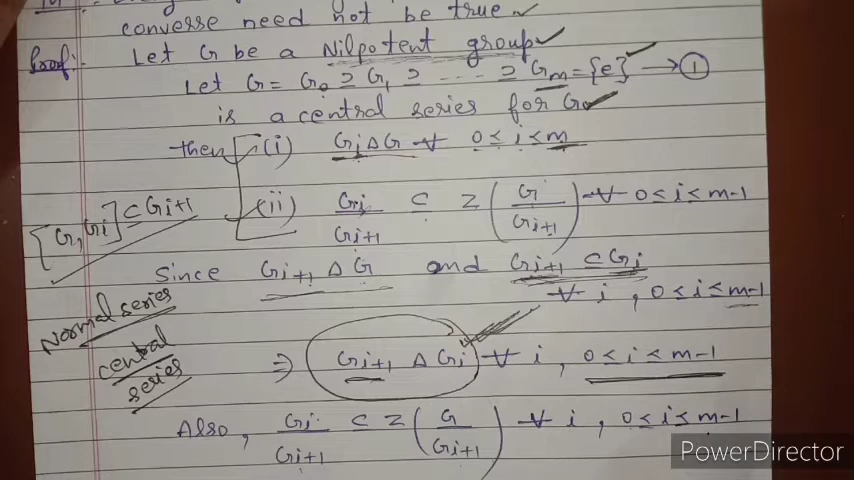 converse need not be true
Proof:- Let G be a Nilpotent group
Let G = G₀ ⊇ G₁ ⊇ ---- ⊇ Gₘ = {e} → ①
is a central series for G
then (i) Gᵢ Δ G ∀ 0 ≤ i ≤ m
(ii) Gᵢ/Gᵢ₊₁ ⊆ Z(G/Gᵢ₊₁) ∀ 0 ≤ i ≤ m-1
[G, Gᵢ] ⊆ Gᵢ₊₁
Since Gᵢ₊₁ Δ G and Gᵢ₊₁ ⊆ Gᵢ
∀ i, 0 ≤ i ≤ m-1
Normal series
central
series
⇒ Gᵢ₊₁ Δ Gᵢ ∀ i, 0 ≤ i ≤ m-1
Also, Gᵢ/Gᵢ₊₁ ⊆ Z(G/Gᵢ₊₁) ∀ i, 0 ≤ i ≤ m-1
PowerDirector